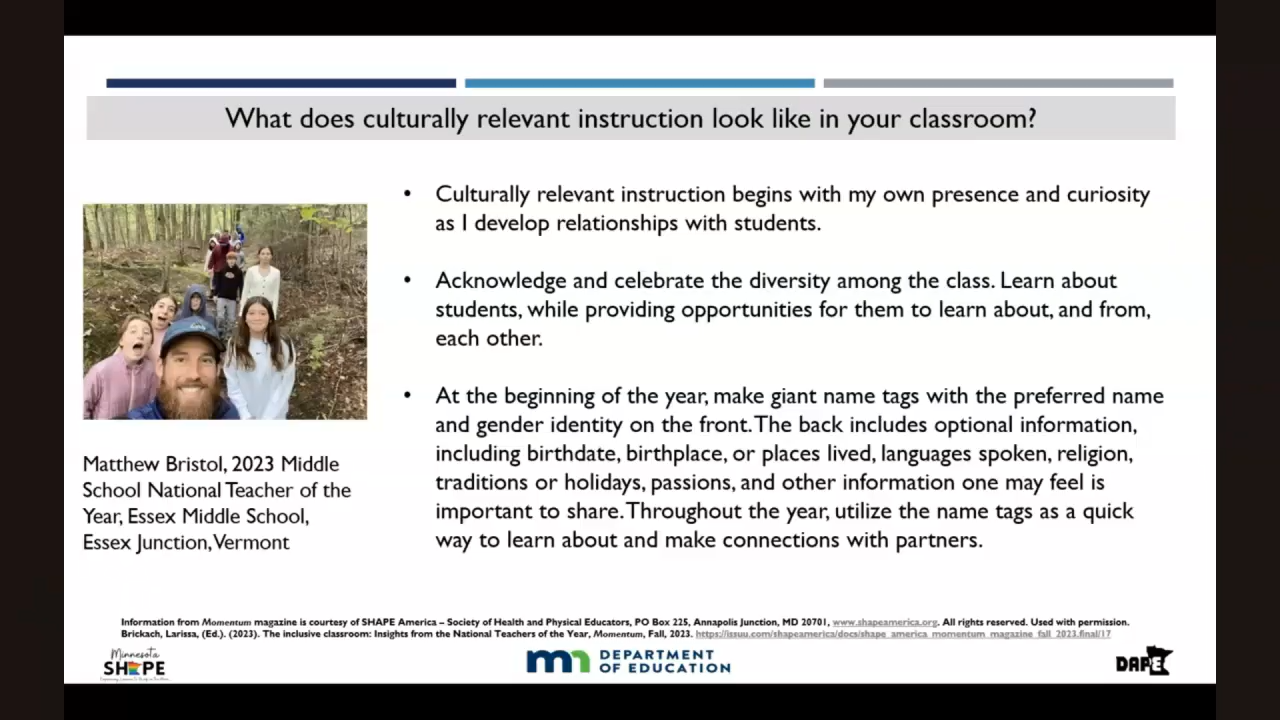 What does culturally relevant instruction look like in your classroom?
• Culturally relevant instruction begins with my own presence and curiosity
as I develop relationships with students.
• Acknowledge and celebrate the diversity among the class. Learn about
students, while providing opportunities for them to learn about, and from,
each other.
• At the beginning of the year, make giant name tags with the preferred name
and gender identity on the front. The back includes optional information,
including birthdate, birthplace, or places lived, languages spoken, religion,
traditions or holidays, passions, and other information one may feel is
important to share. Throughout the year, utilize the name tags as a quick
way to learn about and make connections with partners.
Matthew Bristol, 2023 Middle
School National Teacher of the
Year, Essex Middle School,
Essex Junction, Vermont
Information from Momentum magazine is courtesy of SHAPE America – Society of Health and Physical Educators, PO Box 225, Annapolis Junction, MD 20701, www.shapeamerica.org. All rights reserved. Used with permission.
Brickach, Larissa, (Ed.). (2023). The inclusive classroom: Insights from the National Teachers of the Year, Momentum, Fall, 2023. https://issuu.com/shapeamerica/docs/shape_america_momentum_magazine_fall_2023.final/17
Minnesota
SHAPE
mn DEPARTMENT
OF EDUCATION
DAPE